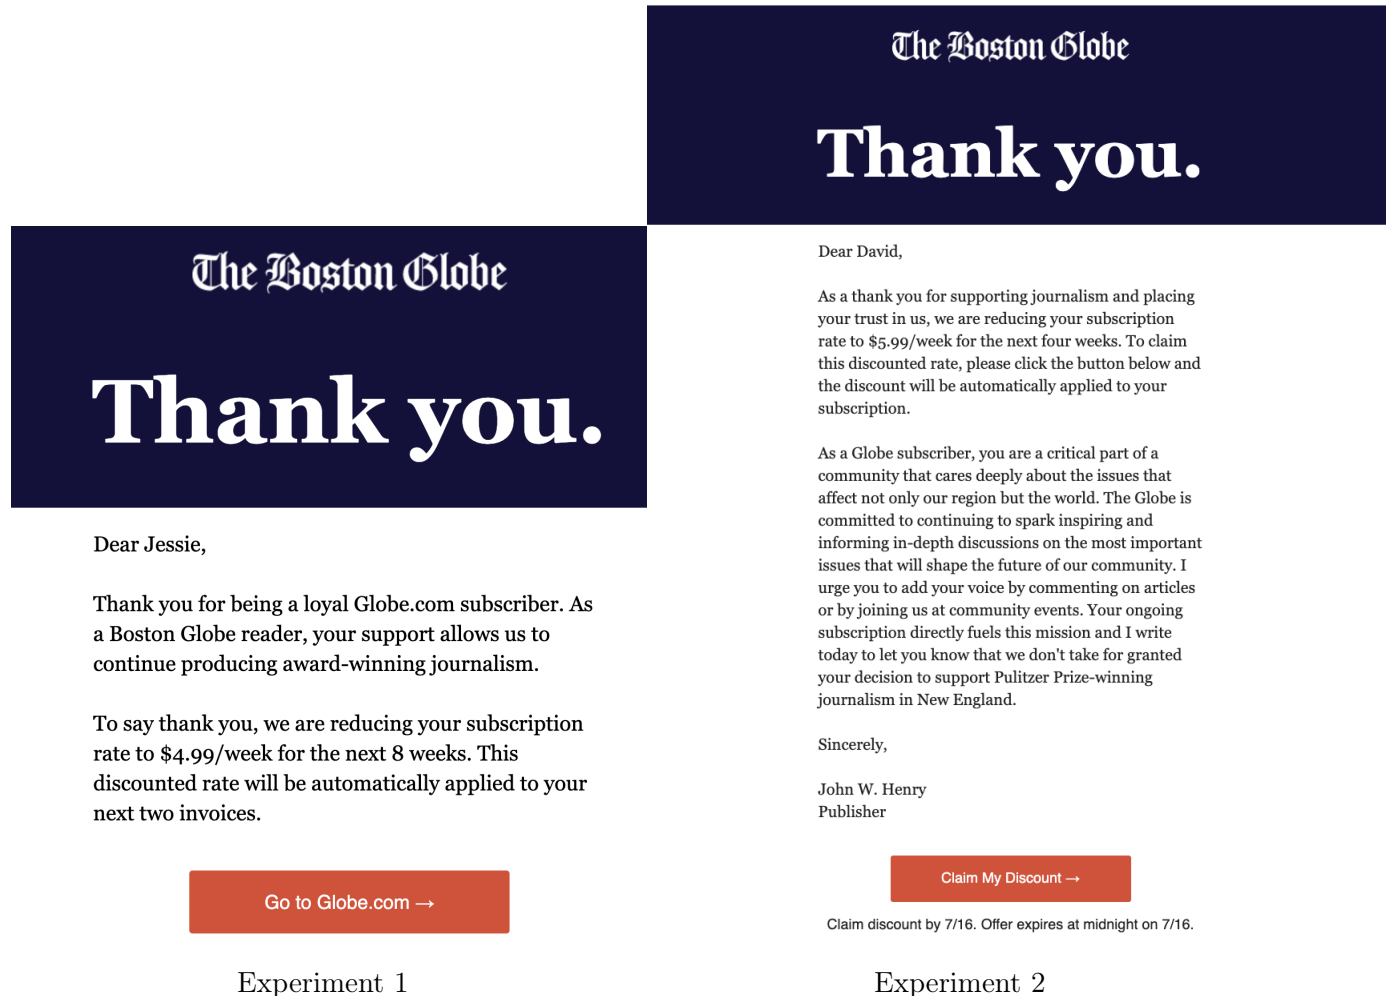 The Boston Globe
Thank you.
Dear Jessie,
Thank you for being a loyal Globe.com subscriber. As
a Boston Globe reader, your support allows us to
continue producing award-winning journalism.
To say thank you, we are reducing your subscription
rate to $4.99/week for the next 8 weeks. This
discounted rate will be automatically applied to your
next two invoices.
Go to Globe.com →
Experiment 1
The Boston Globe
Thank you.
Dear David,
As a thank you for supporting journalism and placing
your trust in us, we are reducing your subscription
rate to $5.99/week for the next four weeks. To claim
this discounted rate, please click the button below and
the discount will be automatically applied to your
subscription.
As a Globe subscriber, you are a critical part of a
community that cares deeply about the issues that
affect not only our region but the world. The Globe is
committed to continuing to spark inspiring and
informing in-depth discussions on the most important
issues that will shape the future of our community. I
urge you to add your voice by commenting on articles
or by joining us at community events. Your ongoing
subscription directly fuels this mission and I write
today to let you know that we don't take for granted
your decision to support Pulitzer Prize-winning
journalism in New England.
Sincerely,
John W. Henry
Publisher
Claim My Discount →
Claim discount by 7/16. Offer expires at midnight on 7/16.
Experiment 2